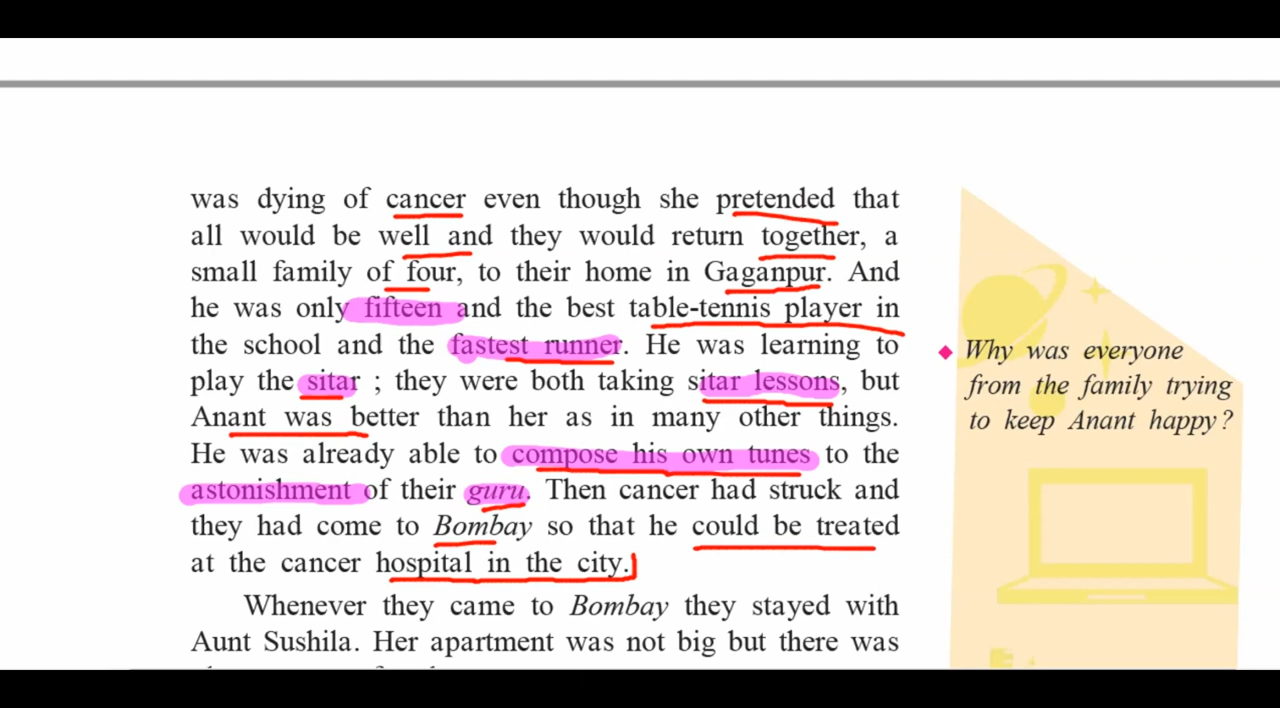 was dying of cancer even though she pretended that
all would be well and they would return together, a
small family of four, to their home in Gaganpur. And
he was only fifteen and the best table-tennis player in
the school and the fastest runner. He was learning to
play the sitar ; they were both taking sitar lessons, but
Anant was better than her as in many other things.
He was already able to compose his own tunes to the
astonishment of their guru. Then cancer had struck and
they had come to Bombay so that he could be treated
at the cancer hospital in the city.
Whenever they came to Bombay they stayed with
Aunt Sushila. Her apartment was not big but there was
Why was everyone
from the family trying
to keep Anant happy?